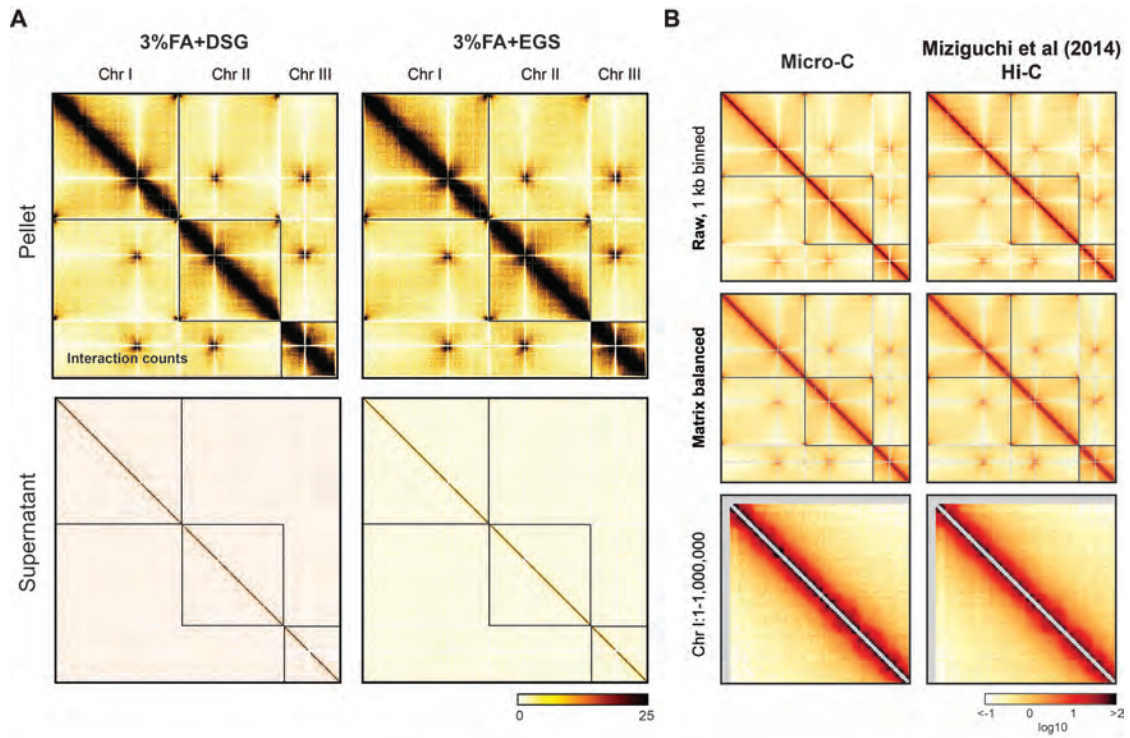 A
3%FA+DSG
3%FA+EGS
Chr I
Chr II
Chr III
Chr I
Chr II
Chr III
Pellet
Interaction counts
Supernatant
0
25
B
Micro-C
Miziguchi et al (2014)
Hi-C
Raw, 1 kb binned
Matrix balanced
Chr I:1-1,000,000
<-1
0
1
>2
log10